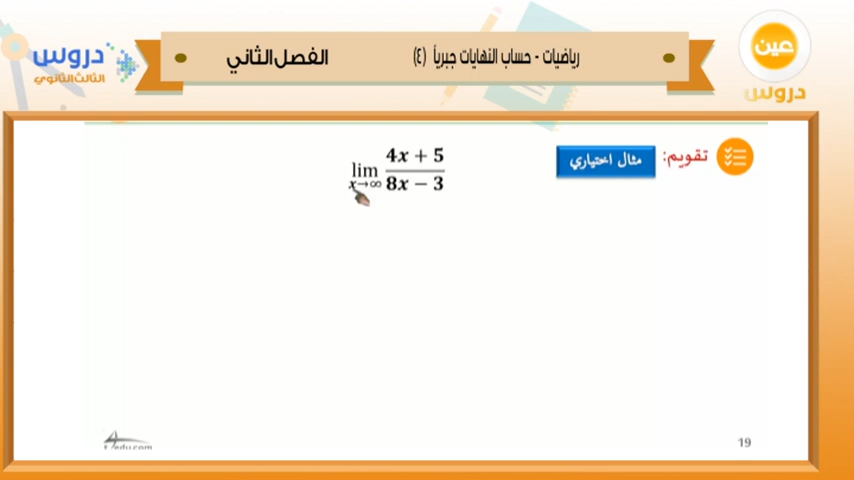 عين
دروس
رياضيات - حساب النهايات جبرياً (٤)
الفصل الثاني
دروس
الثالث الثانوي
تقويم:
مثال اختياري
lim x→∞ (4x + 5)/(8x − 3)
19